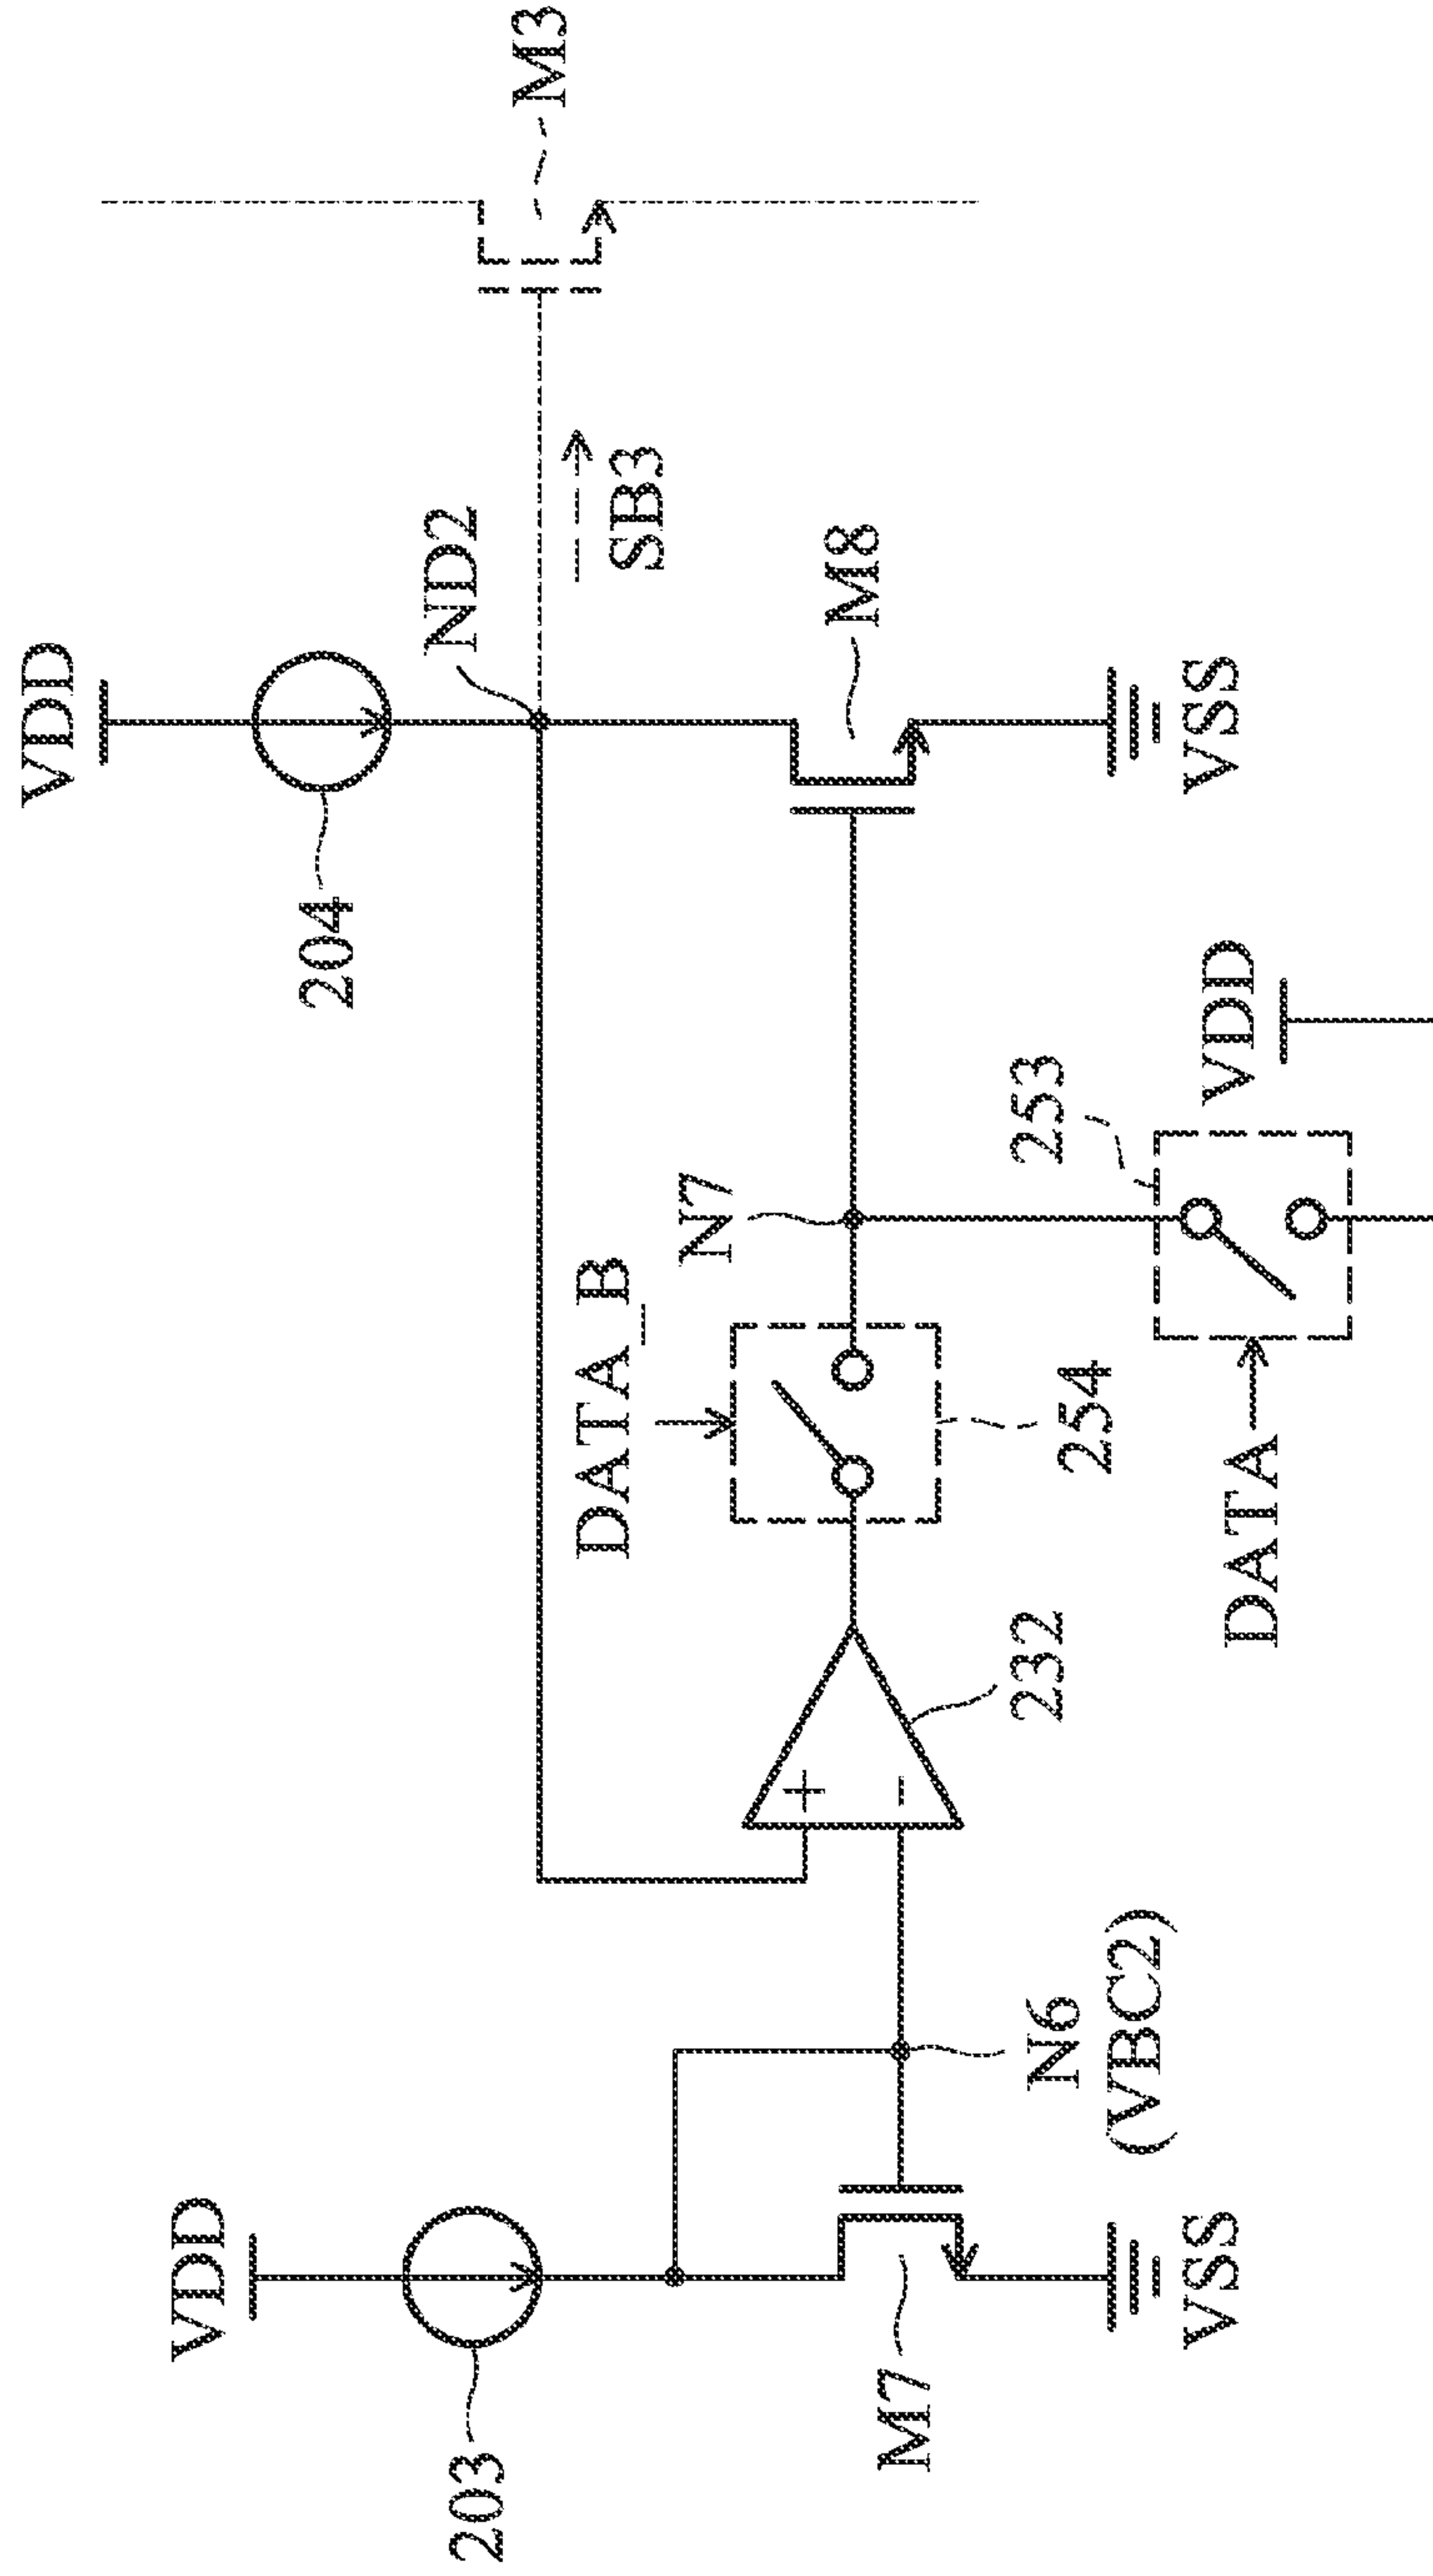 VDD
203
M7
VSS
N6
(VBC2)
232
DATA_B
254
N7
DATA
253
VDD
VDD
204
ND2
SB3
M8
VSS
M3